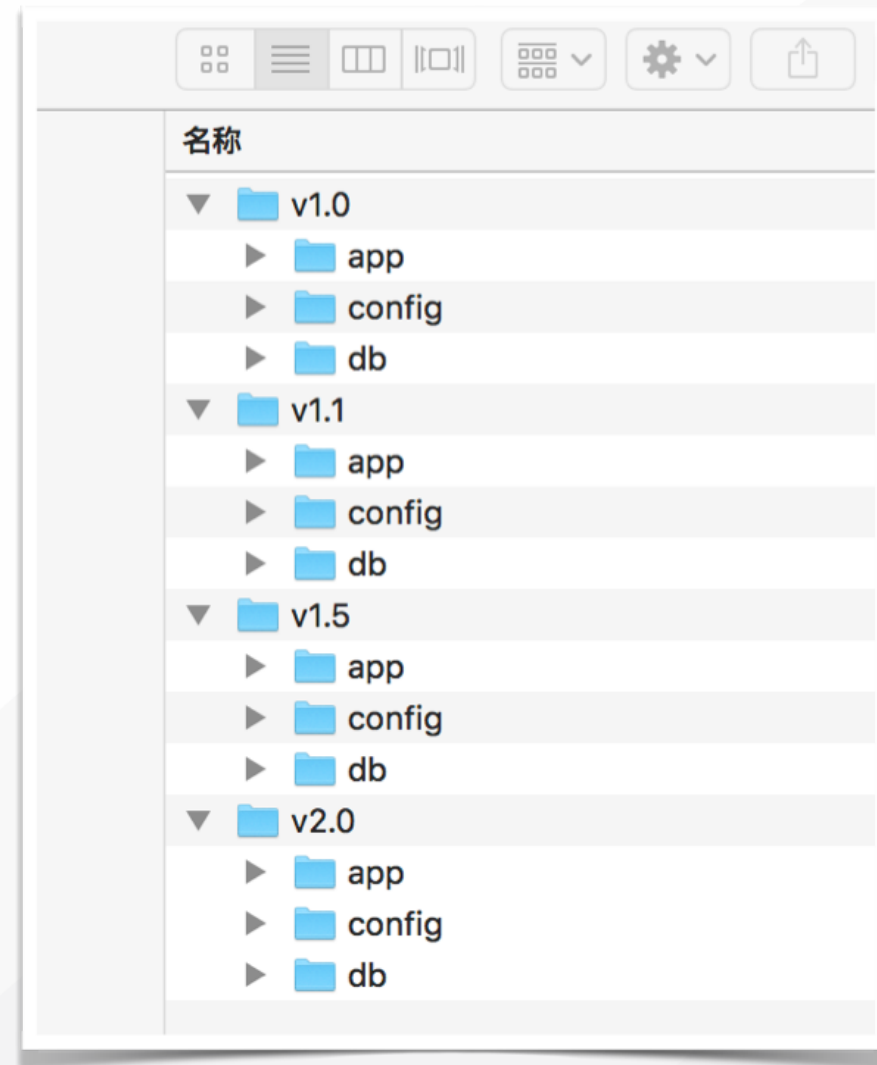 名称
v1.0
app
config
db
v1.1
app
config
db
v1.5
app
config
db
v2.0
app
config
db